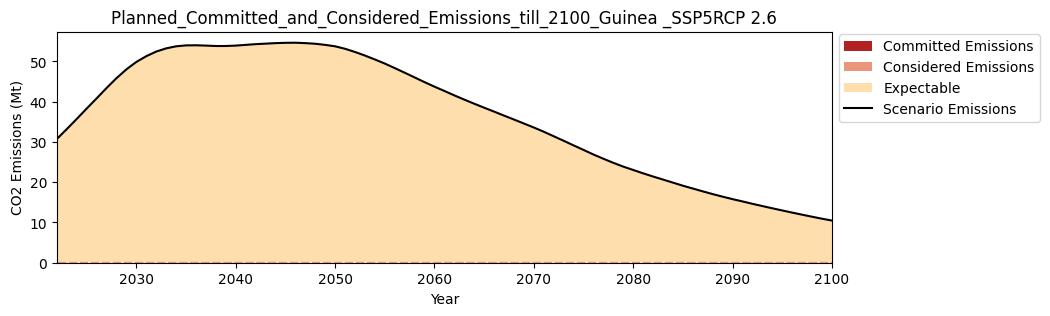 Planned_Committed_and_Considered_Emissions_till_2100_Guinea _SSP5RCP 2.6
Committed Emissions
Considered Emissions
Expectable
Scenario Emissions
CO2 Emissions (Mt)
50
40
30
20
10
0
2030 2040 2050 2060 2070 2080 2090 2100
Year